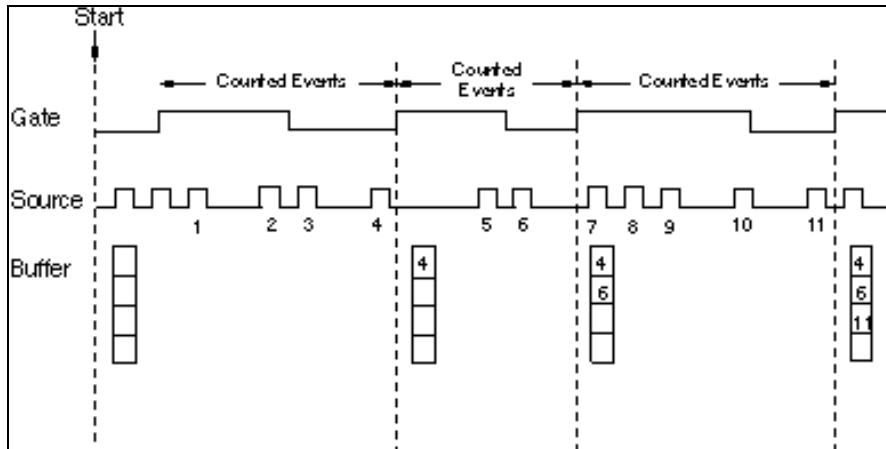 Start
Counted Events
Counted
Events
Counted Events
Gate
Source
1 2 3 4 5 6 7 8 9 10 11
Buffer
4 4 4
6 6
11